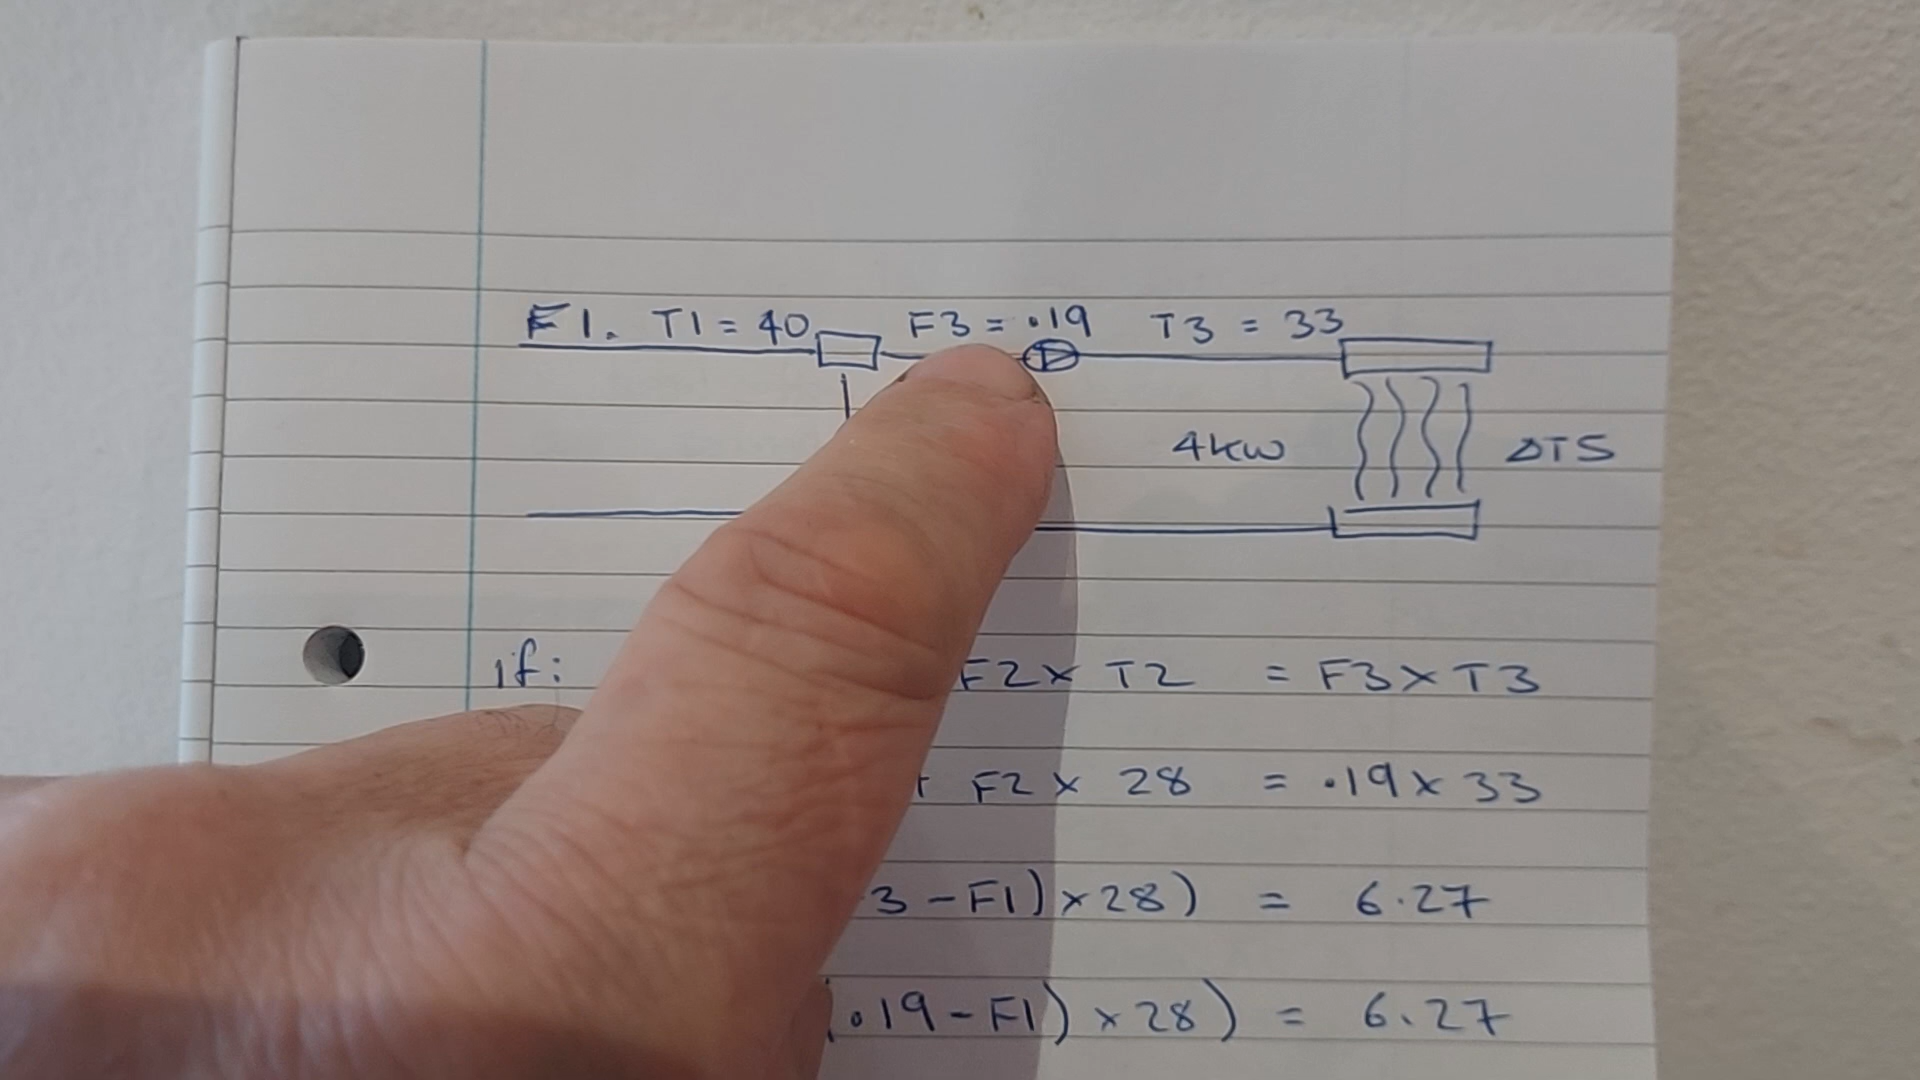 F1. T1 = 40 F3 = .19 T3 = 33
4kw ΔT5
if: F2 x T2 = F3 x T3
F2 x 28 = .19 x 33
3 - F1) x 28) = 6.27
(.19 - F1) x 28) = 6.27